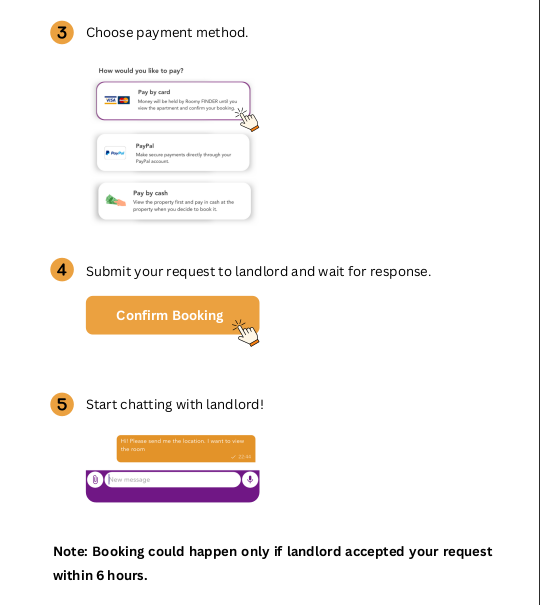 3 Choose payment method.
How would you like to pay?
Pay by card
VISA
Money will be held by Roomy FINDER until you
view the apartment and confirm your booking.
PayPal
PayPal
Make secure payments directly through your
PayPal account.
Pay by cash
View the property first and pay in cash at the
property when you decide to book it.
4 Submit your request to landlord and wait for response.
Confirm Booking
5 Start chatting with landlord!
Hi! Please send me the location. I want to view
the room.
23:44
New message
Note: Booking could happen only if landlord accepted your request
within 6 hours.